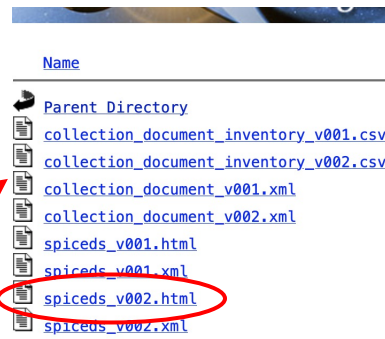 Name
Parent Directory
collection_document_inventory_v001.csv
collection_document_inventory_v002.csv
collection_document_v001.xml
collection_document_v002.xml
spiceds_v001.html
spiceds_v001.xml
spiceds_v002.html
spiceds_v002.xml